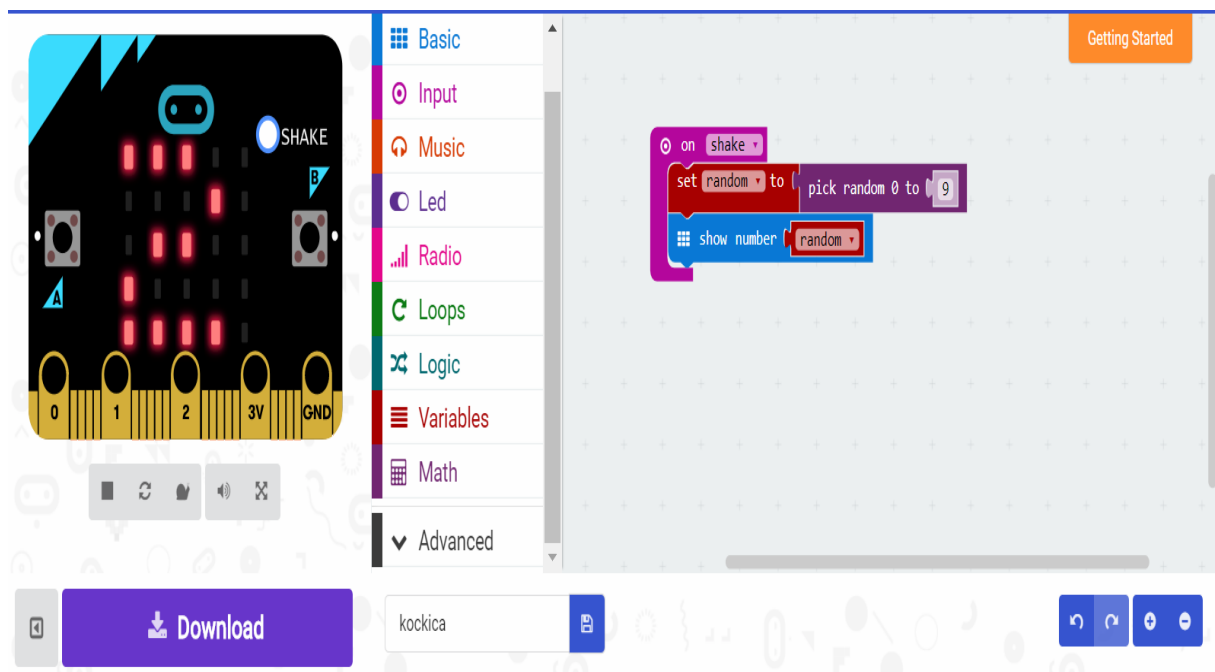 SHAKE
B
A
0 1 2 3V GND
Basic
Input
Music
Led
Radio
Loops
Logic
Variables
Math
Advanced
Getting Started
on shake
set random to pick random 0 to 9
show number random
Download
kockica